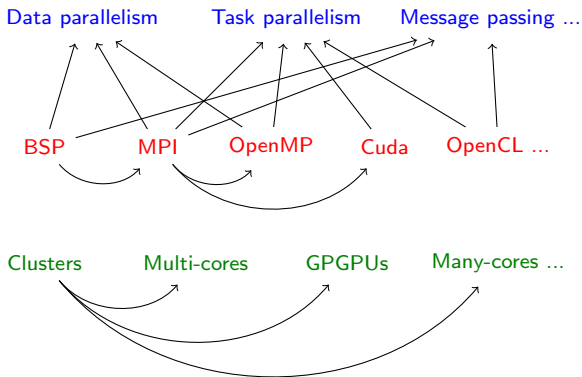 Data parallelism Task parallelism Message passing ...
BSP MPI OpenMP Cuda OpenCL ...
Clusters Multi-cores GPGPUs Many-cores ...